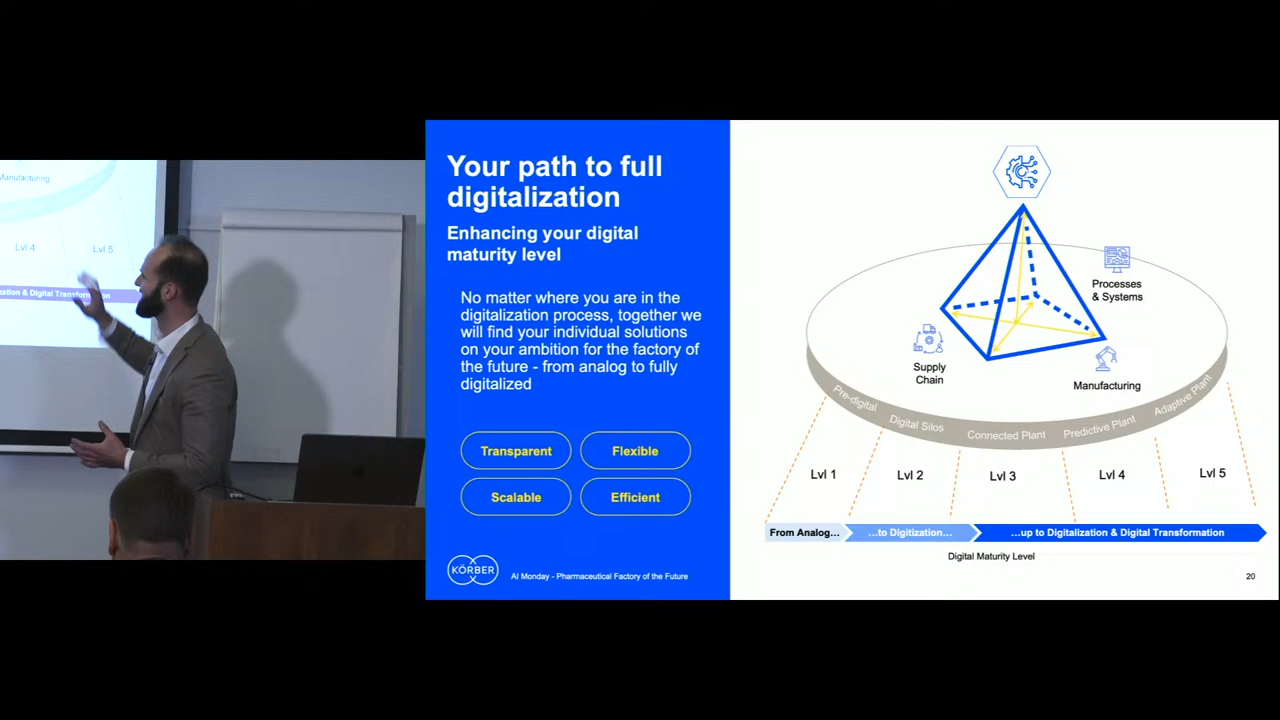 Manufacturing
Lvl 4
Lvl 5
ation & Digital Transformation
Your path to full
digitalization
Enhancing your digital
maturity level
No matter where you are in the
digitalization process, together we
will find your individual solutions
on your ambition for the factory of
the future - from analog to fully
digitalized
Transparent
Flexible
Scalable
Efficient
KÖRBER
AI Monday - Pharmaceutical Factory of the Future
Processes
& Systems
Supply
Chain
Manufacturing
Pre-digital
Digital Silos
Connected Plant
Predictive Plant
Adaptive Plant
Lvl 1
Lvl 2
Lvl 3
Lvl 4
Lvl 5
From Analog...
...to Digitization...
...up to Digitalization & Digital Transformation
Digital Maturity Level
20